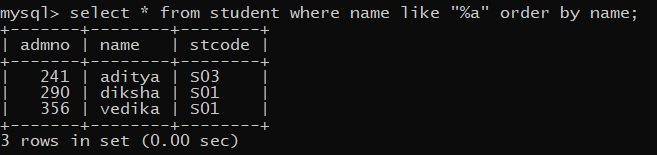 mysql> select * from student where name like "%a" order by name;
+-------+--------+--------+
| admno | name   | stcode |
+-------+--------+--------+
|   241 | aditya | S03    |
|   290 | diksha | S01    |
|   356 | vedika | S01    |
+-------+--------+--------+
3 rows in set (0.00 sec)